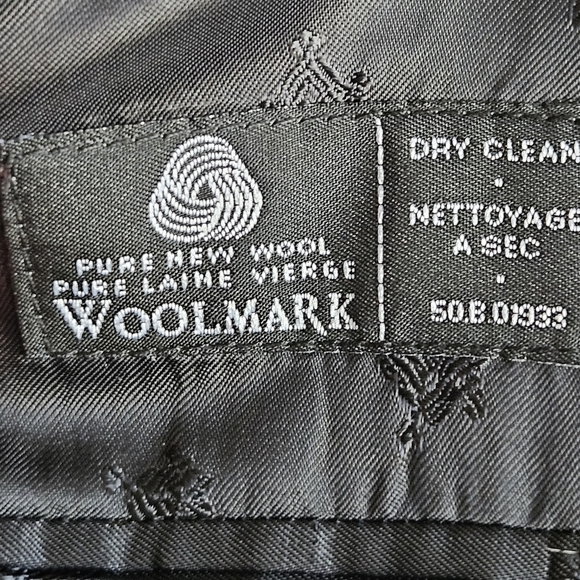 PURE NEW WOOL
PURE LAINE VIERGE
WOOLMARK
DRY CLEAN
NETTOYAGE
A SEC
50.B.01933